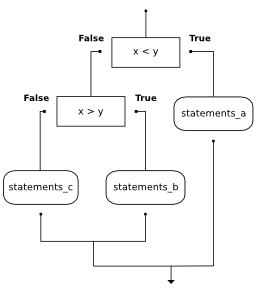 False
True
x < y
False
True
x > y
statements_a
statements_c
statements_b